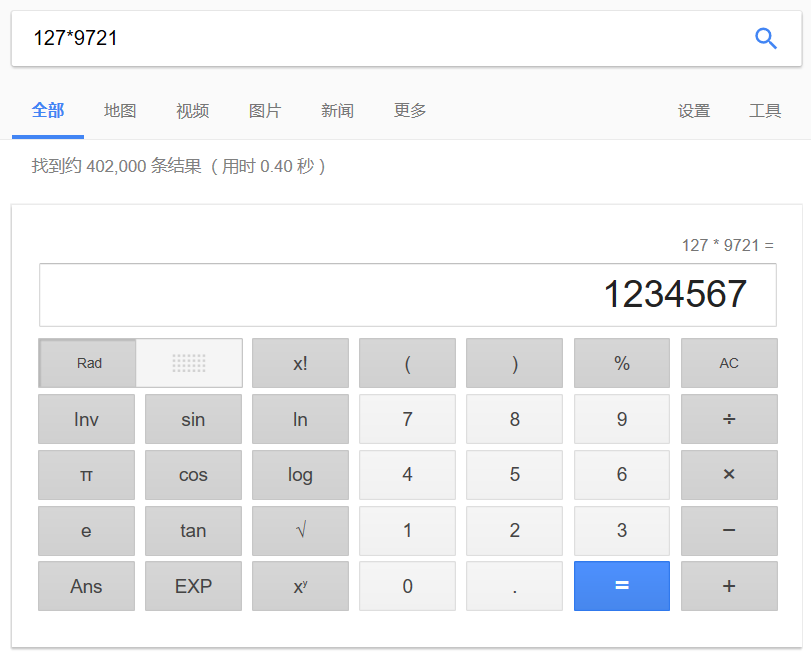 127*9721
全部 地图 视频 图片 新闻 更多 设置 工具
找到约 402,000 条结果 （用时 0.40 秒）
127 * 9721 =
1234567
Rad x! ( ) % AC
Inv sin ln 7 8 9 ÷
π cos log 4 5 6 ×
e tan √ 1 2 3 −
Ans EXP xʸ 0 . = +